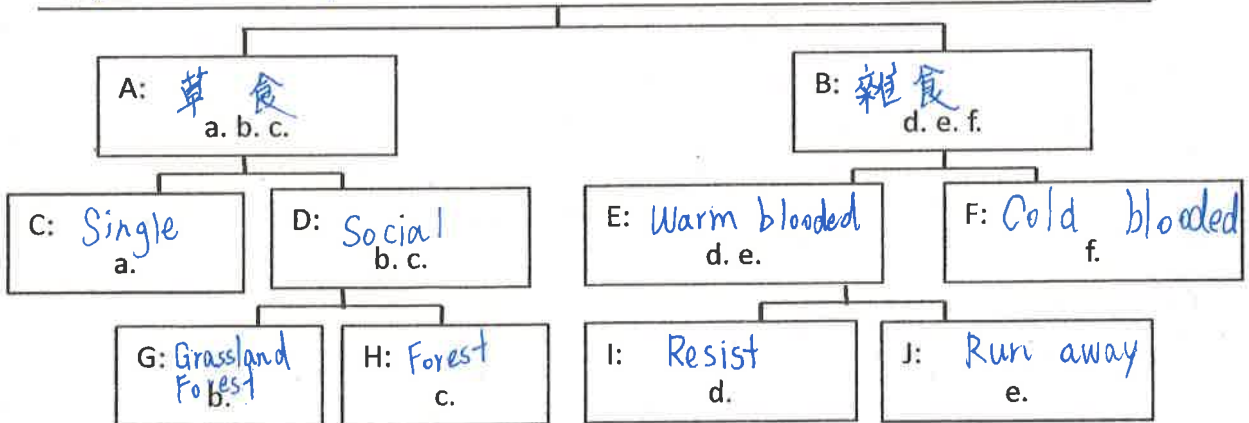 A: 草食
a. b. c.
B: 雜食
d. e. f.
C: Single
a.
D: Social
b. c.
E: Warm blooded
d. e.
F: Cold blooded
f.
G: Grassland
Forest
b.
H: Forest
c.
I: Resist
d.
J: Run away
e.